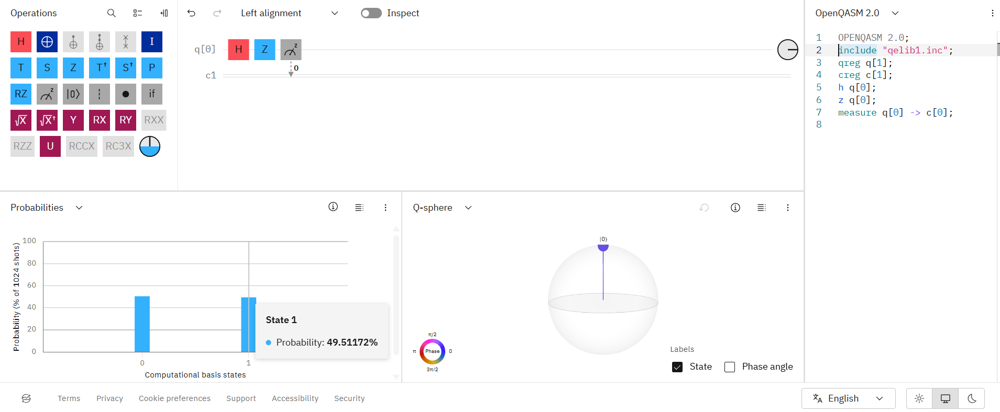 Operations
Left alignment
Inspect
OpenQASM 2.0
H
I
T S Z T† S† P
RZ z |0⟩ if
√X √X† Y RX RY RXX
RZZ U RCCX RC3X
q[0] H Z z
0
c1
1 OPENQASM 2.0;
2 include "qelib1.inc";
3 qreg q[1];
4 creg c[1];
5 h q[0];
6 z q[0];
7 measure q[0] -> c[0];
8
Probabilities
Probability (% of 1024 shots)
100
80
60
40
20
0
0 1
Computational basis states
State 1
Probability: 49.51172%
Q-sphere
|0⟩
π/2
π Phase 0
3π/2
Labels
State Phase angle
Terms Privacy Cookie preferences Support Accessibility Security
English